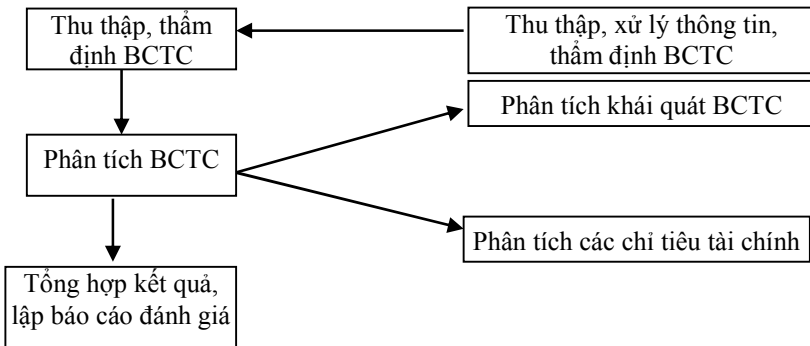 Thu thập, thẩm
định BCTC
Thu thập, xử lý thông tin,
thẩm định BCTC
Phân tích khái quát BCTC
Phân tích BCTC
Phân tích các chỉ tiêu tài chính
Tổng hợp kết quả,
lập báo cáo đánh giá